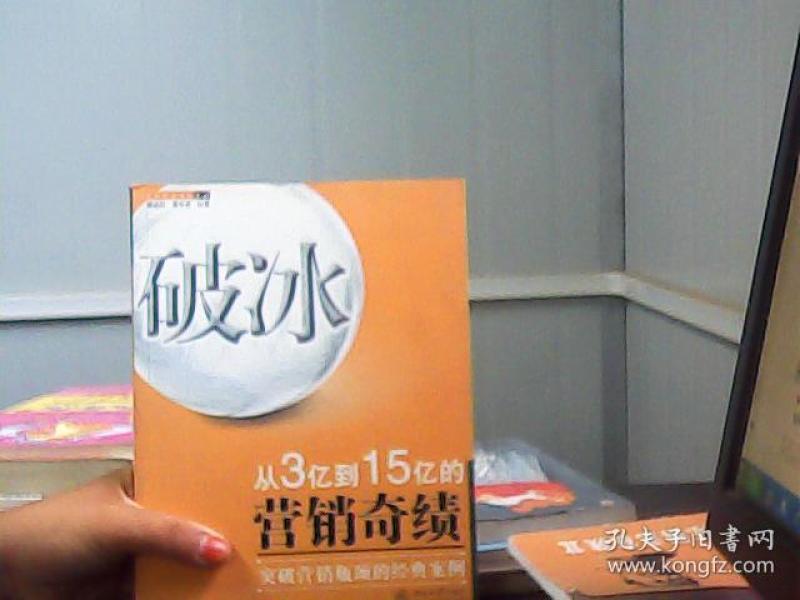 破冰
从3亿到15亿的
营销奇绩
突破营销瓶颈的经典案例
孔夫子旧書网
www.kongfz.com